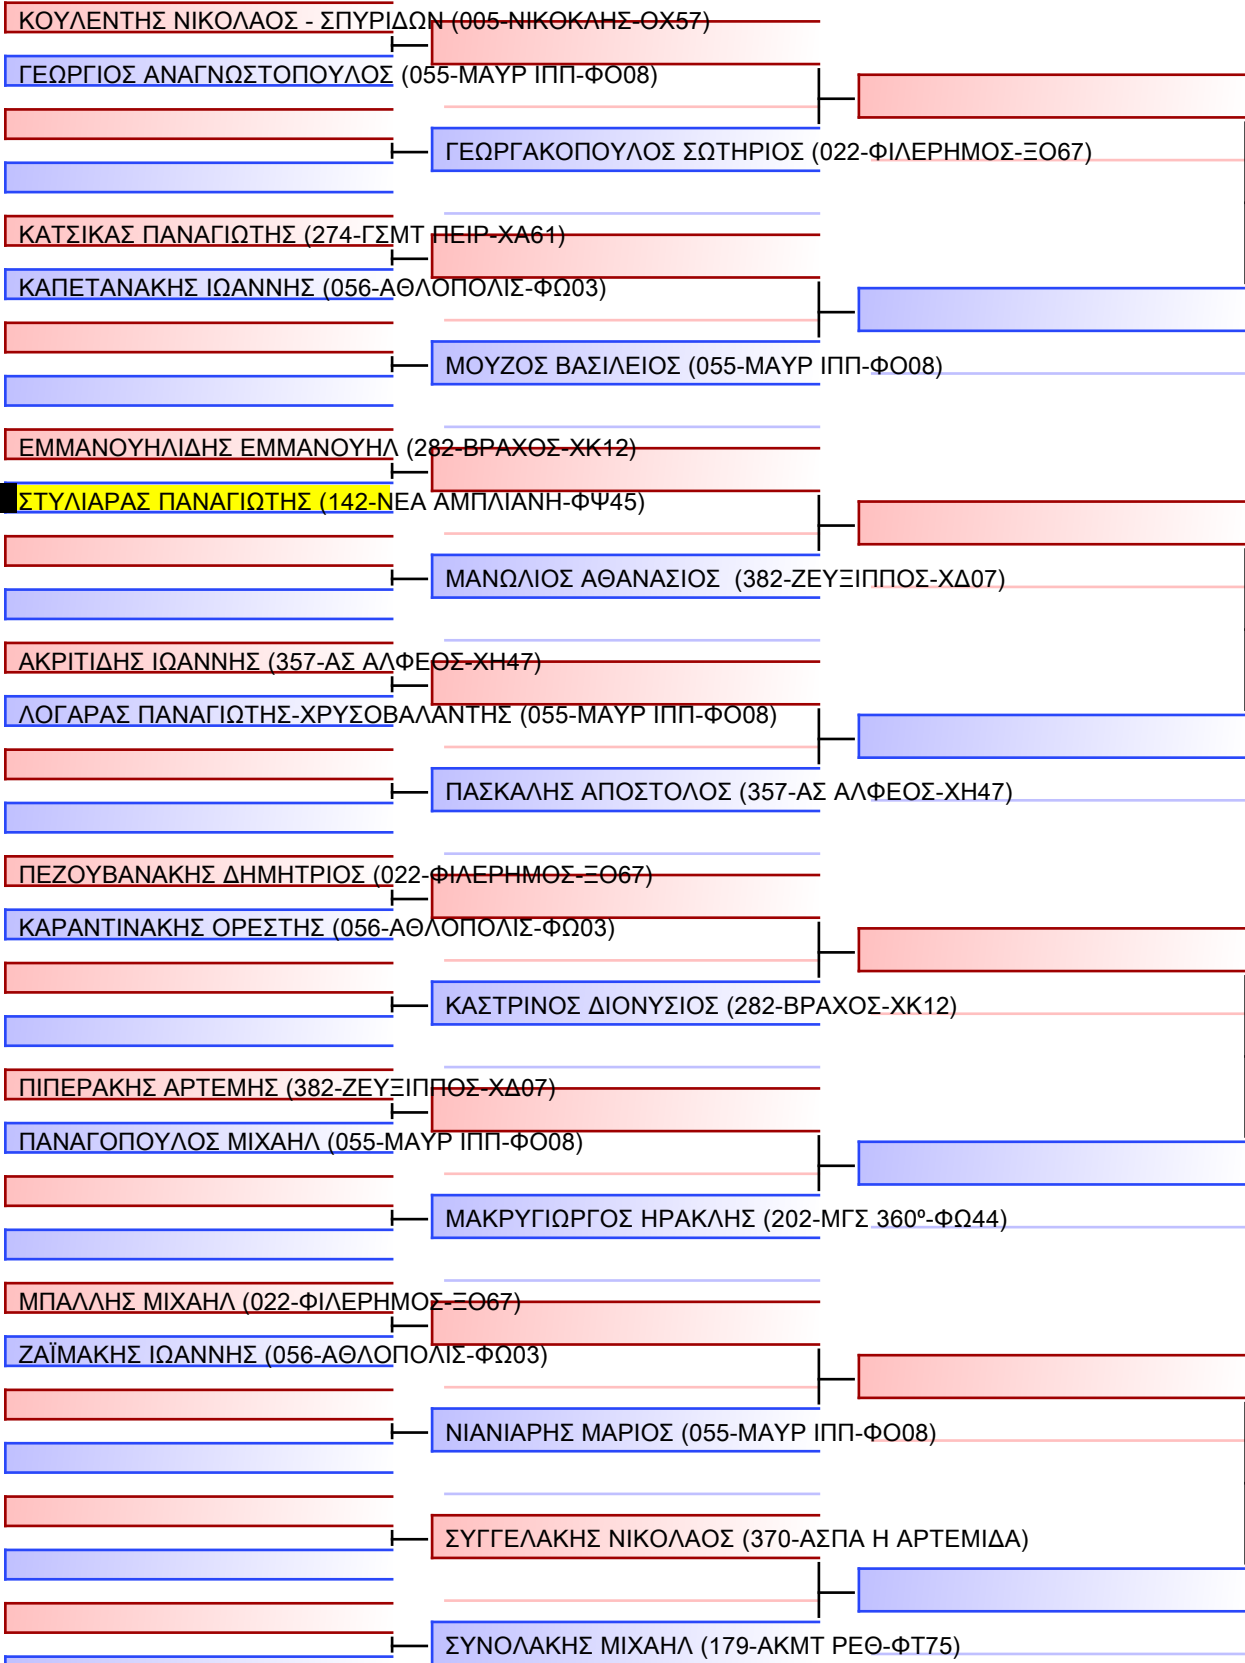 ΚΟΥΛΕΝΤΗΣ ΝΙΚΟΛΑΟΣ - ΣΠΥΡΙΔΩΝ (005-ΝΙΚΟΚΛΗΣ-ΟΧ57)
ΓΕΩΡΓΙΟΣ ΑΝΑΓΝΩΣΤΟΠΟΥΛΟΣ (055-ΜΑΥΡ ΙΠΠ-ΦΟ08)
ΓΕΩΡΓΑΚΟΠΟΥΛΟΣ ΣΩΤΗΡΙΟΣ (022-ΦΙΛΕΡΗΜΟΣ-ΞΟ67)
ΚΑΤΣΙΚΑΣ ΠΑΝΑΓΙΩΤΗΣ (274-ΓΣΜΤ ΠΕΙΡ-ΧΑ61)
ΚΑΠΕΤΑΝΑΚΗΣ ΙΩΑΝΝΗΣ (056-ΑΘΛΟΠΟΛΙΣ-ΦΩ03)
ΜΟΥΖΟΣ ΒΑΣΙΛΕΙΟΣ (055-ΜΑΥΡ ΙΠΠ-ΦΟ08)
ΕΜΜΑΝΟΥΗΛΙΔΗΣ ΕΜΜΑΝΟΥΗΛ (282-ΒΡΑΧΟΣ-ΧΚ12)
ΣΤΥΛΙΑΡΑΣ ΠΑΝΑΓΙΩΤΗΣ (142-ΝΕΑ ΑΜΠΛΙΑΝΗ-ΦΨ45)
ΜΑΝΩΛΙΟΣ ΑΘΑΝΑΣΙΟΣ (382-ΖΕΥΞΙΠΠΟΣ-ΧΔ07)
ΑΚΡΙΤΙΔΗΣ ΙΩΑΝΝΗΣ (357-ΑΣ ΑΛΦΕΟΣ-ΧΗ47)
ΛΟΓΑΡΑΣ ΠΑΝΑΓΙΩΤΗΣ-ΧΡΥΣΟΒΑΛΑΝΤΗΣ (055-ΜΑΥΡ ΙΠΠ-ΦΟ08)
ΠΑΣΚΑΛΗΣ ΑΠΟΣΤΟΛΟΣ (357-ΑΣ ΑΛΦΕΟΣ-ΧΗ47)
ΠΕΖΟΥΒΑΝΑΚΗΣ ΔΗΜΗΤΡΙΟΣ (022-ΦΙΛΕΡΗΜΟΣ-ΞΟ67)
ΚΑΡΑΝΤΙΝΑΚΗΣ ΟΡΕΣΤΗΣ (056-ΑΘΛΟΠΟΛΙΣ-ΦΩ03)
ΚΑΣΤΡΙΝΟΣ ΔΙΟΝΥΣΙΟΣ (282-ΒΡΑΧΟΣ-ΧΚ12)
ΠΙΠΕΡΑΚΗΣ ΑΡΤΕΜΗΣ (382-ΖΕΥΞΙΠΠΟΣ-ΧΔ07)
ΠΑΝΑΓΟΠΟΥΛΟΣ ΜΙΧΑΗΛ (055-ΜΑΥΡ ΙΠΠ-ΦΟ08)
ΜΑΚΡΥΓΙΩΡΓΟΣ ΗΡΑΚΛΗΣ (202-ΜΓΣ 360º-ΦΩ44)
ΜΠΑΛΛΗΣ ΜΙΧΑΗΛ (022-ΦΙΛΕΡΗΜΟΣ-ΞΟ67)
ΖΑΪΜΑΚΗΣ ΙΩΑΝΝΗΣ (056-ΑΘΛΟΠΟΛΙΣ-ΦΩ03)
ΝΙΑΝΙΑΡΗΣ ΜΑΡΙΟΣ (055-ΜΑΥΡ ΙΠΠ-ΦΟ08)
ΣΥΓΓΕΛΑΚΗΣ ΝΙΚΟΛΑΟΣ (370-ΑΣΠΑ Η ΑΡΤΕΜΙΔΑ)
ΣΥΝΟΛΑΚΗΣ ΜΙΧΑΗΛ (179-ΑΚΜΤ ΡΕΘ-ΦΤ75)